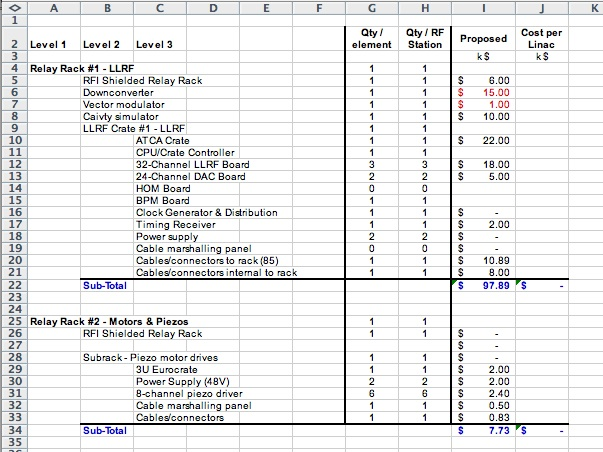 A B C D E F G H I J K
1
2 Level 1 Level 2 Level 3 Qty / element Qty / RF Station Proposed Cost per Linac
3 k$ k$
4 Relay Rack #1 - LLRF 1 1
5 RFI Shielded Relay Rack 1 1 $ 6.00
6 Downconverter 1 1 $ 15.00
7 Vector modulator 1 1 $ 1.00
8 Caivty simulator 1 1 $ 10.00
9 LLRF Crate #1 - LLRF 1 1
10 ATCA Crate 1 1 $ 22.00
11 CPU/Crate Controller 1 1
12 32-Channel LLRF Board 3 3 $ 18.00
13 24-Channel DAC Board 2 2 $ 5.00
14 HOM Board 0 0
15 BPM Board 1 1
16 Clock Generator & Distribution 1 1 $ -
17 Timing Receiver 1 1 $ 2.00
18 Power supply 2 2 $ -
19 Cable marshalling panel 0 0 $ -
20 Cables/connectors to rack (85) 1 1 $ 10.89
21 Cables/connectors internal to rack 1 1 $ 8.00
22 Sub-Total $ 97.89 $ -
23
24
25 Relay Rack #2 - Motors & Piezos 1 1
26 RFI Shielded Relay Rack 1 1 $ -
27 $ -
28 Subrack - Piezo motor drives 1 1 $ -
29 3U Eurocrate 1 1 $ 2.00
30 Power Supply (48V) 2 2 $ 2.00
31 8-channel piezo driver 6 6 $ 2.40
32 Cable marshalling panel 1 1 $ 0.50
33 Cables/connectors 1 1 $ 0.83
34 Sub-Total $ 7.73 $ -
35